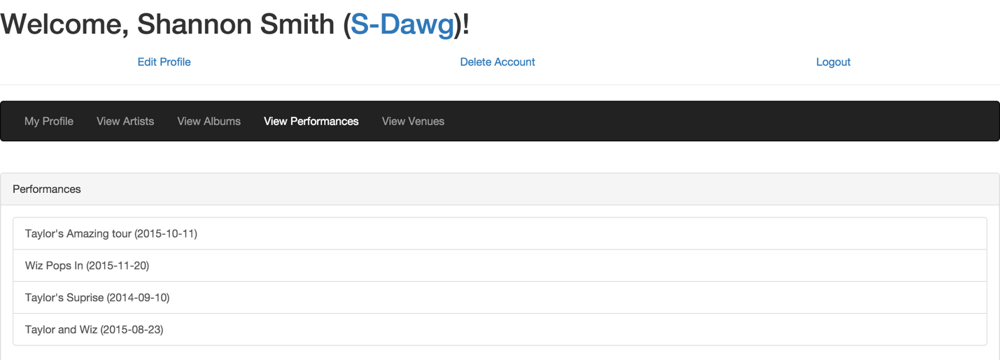 Welcome, Shannon Smith (S-Dawg)!
Edit Profile Delete Account Logout
My Profile View Artists View Albums View Performances View Venues
Performances
Taylor's Amazing tour (2015-10-11)
Wiz Pops In (2015-11-20)
Taylor's Suprise (2014-09-10)
Taylor and Wiz (2015-08-23)